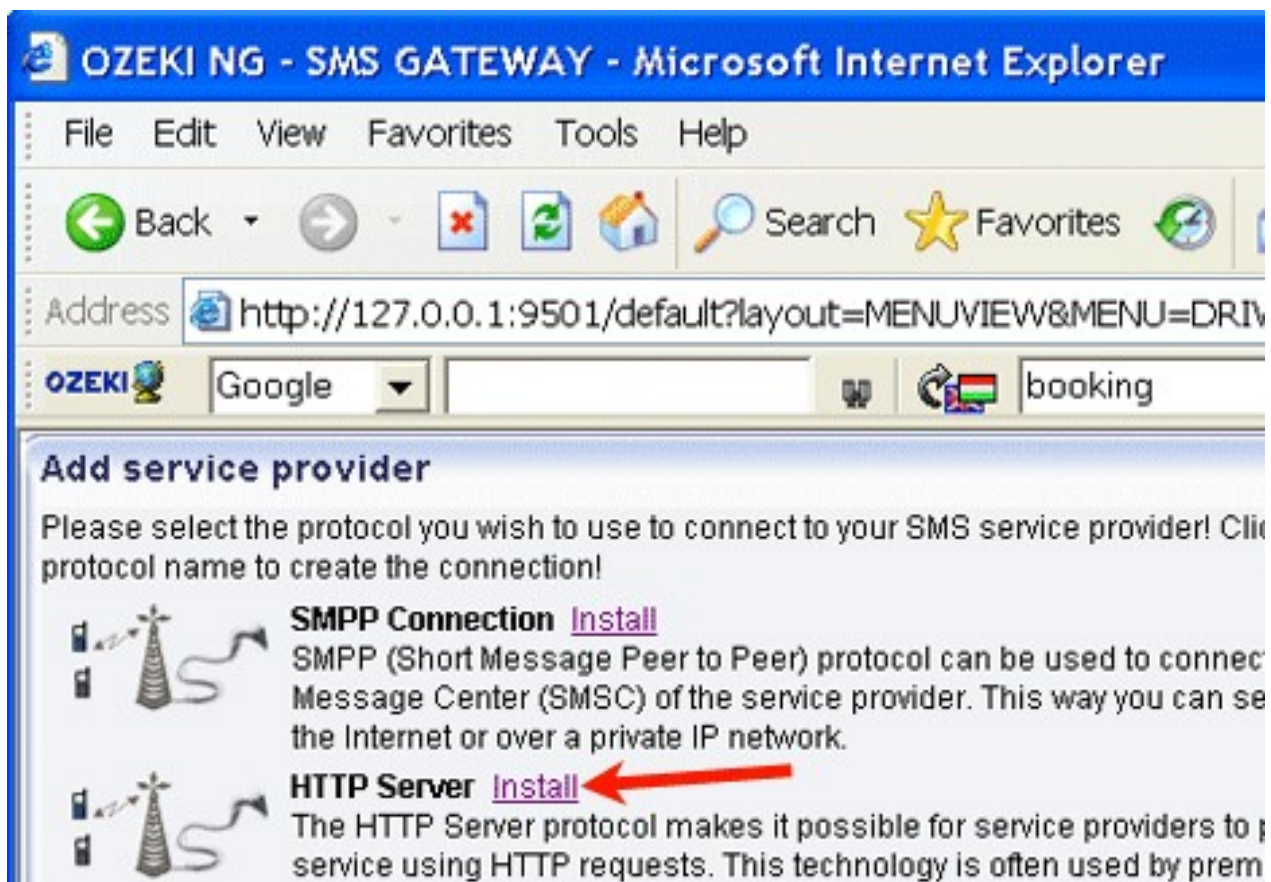 OZEKI NG - SMS GATEWAY - Microsoft Internet Explorer
File Edit View Favorites Tools Help
Back Search Favorites
Address http://127.0.0.1:9501/default?layout=MENUVIEW&MENU=DRIV
OZEKI Google booking
Add service provider
Please select the protocol you wish to use to connect to your SMS service provider! Clic
protocol name to create the connection!
SMPP Connection Install
SMPP (Short Message Peer to Peer) protocol can be used to connect
Message Center (SMSC) of the service provider. This way you can se
the Internet or over a private IP network.
HTTP Server Install
The HTTP Server protocol makes it possible for service providers to p
service using HTTP requests. This technology is often used by prem